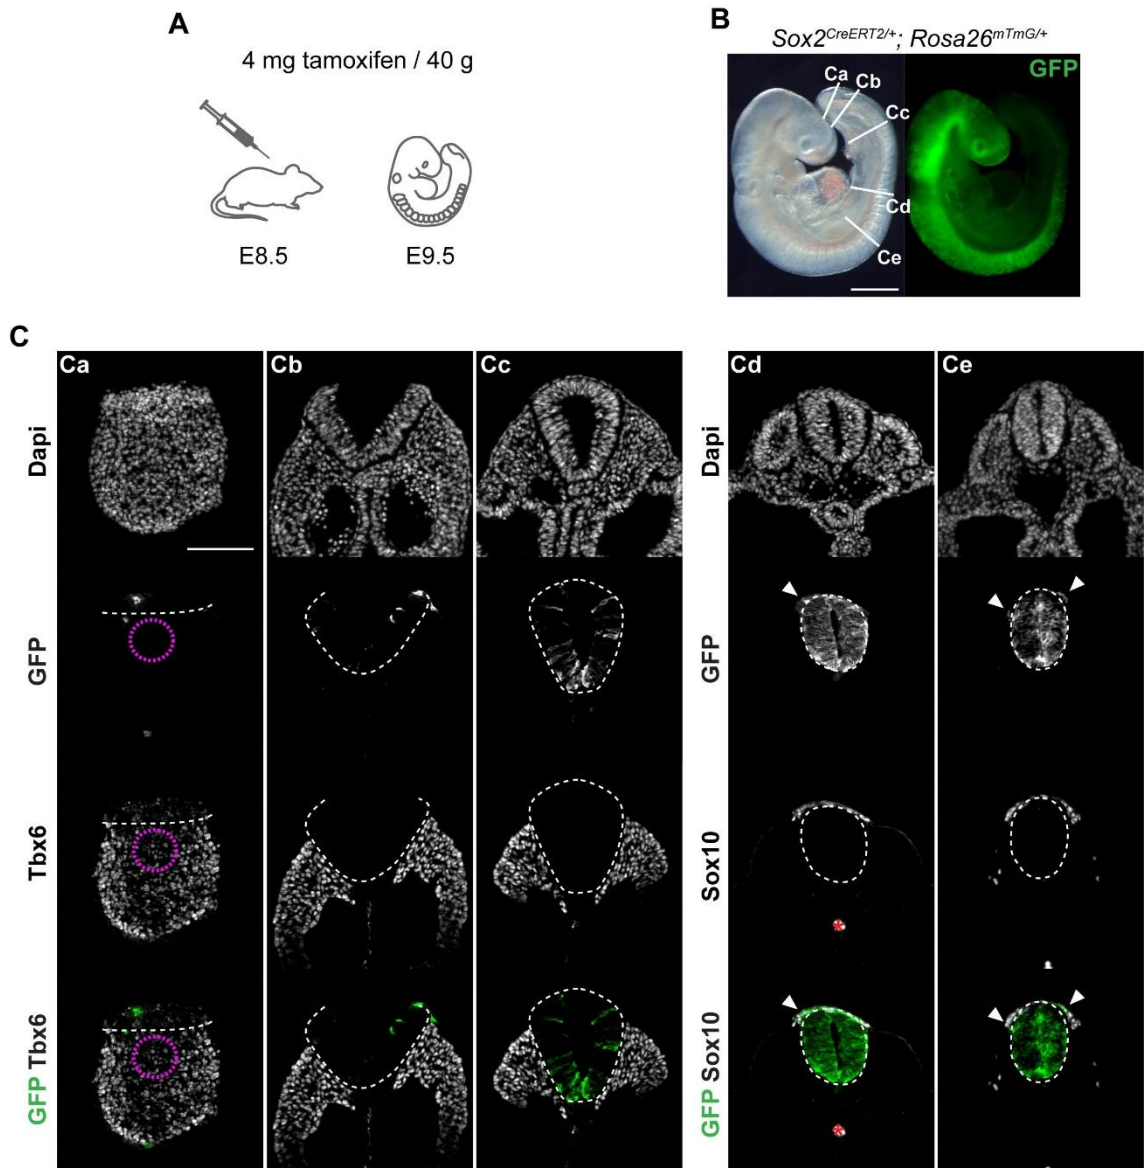 A
4 mg tamoxifen / 40 g
E8.5
E9.5
B
Sox2CreERT2/+; Rosa26mTmG/+
GFP
Ca
Cb
Cc
Cd
Ce
C
Ca
Cb
Cc
Cd
Ce
Dapi
Dapi
GFP
GFP
Tbx6
Sox10
GFP Tbx6
GFP Sox10